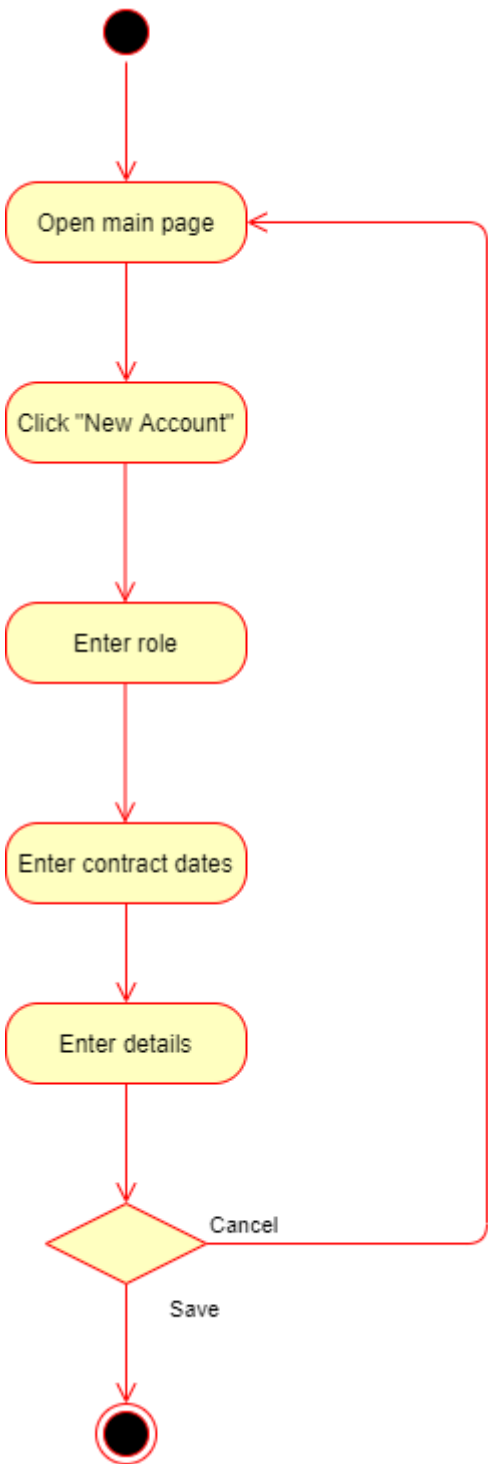 Open main page
Click "New Account"
Enter role
Enter contract dates
Enter details
Cancel
Save